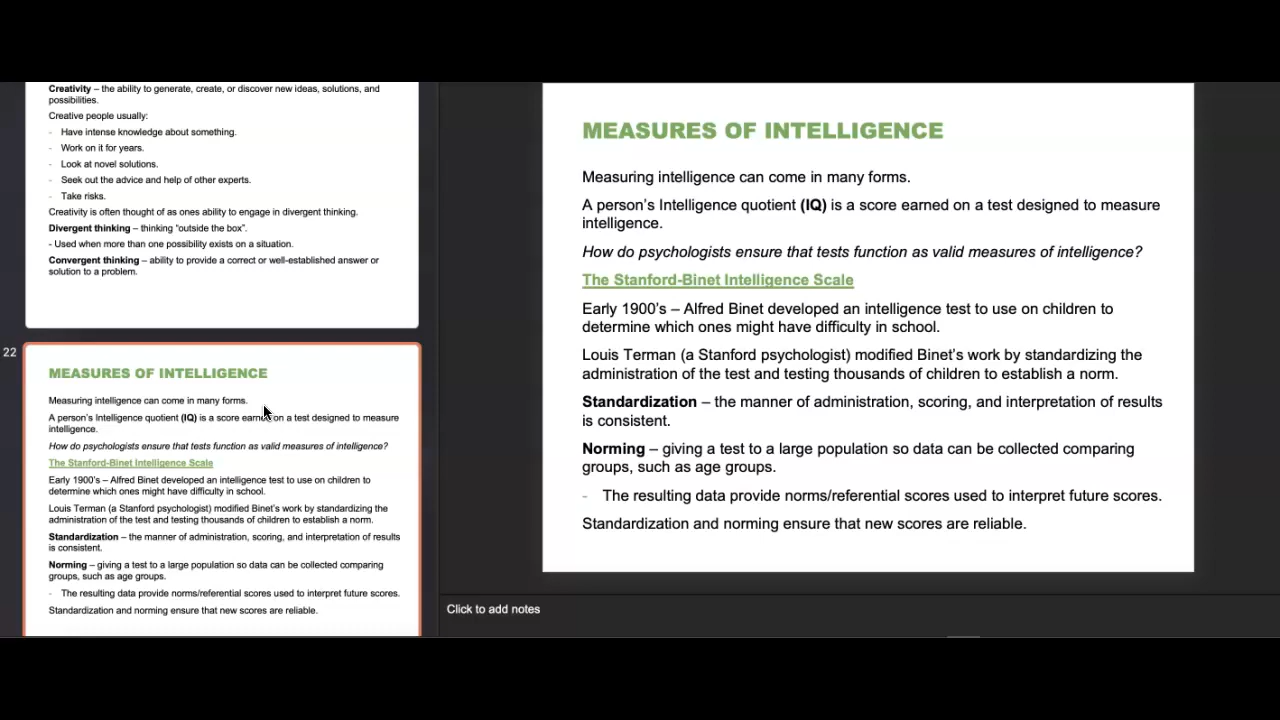 Creativity – the ability to generate, create, or discover new ideas, solutions, and
possibilities.
Creative people usually:
- Have intense knowledge about something.
- Work on it for years.
- Look at novel solutions.
- Seek out the advice and help of other experts.
- Take risks.
Creativity is often thought of as ones ability to engage in divergent thinking.
Divergent thinking – thinking “outside the box”.
- Used when more than one possibility exists on a situation.
Convergent thinking – ability to provide a correct or well-established answer or
solution to a problem.
22
MEASURES OF INTELLIGENCE
Measuring intelligence can come in many forms.
A person’s Intelligence quotient (IQ) is a score earned on a test designed to measure
intelligence.
How do psychologists ensure that tests function as valid measures of intelligence?
The Stanford-Binet Intelligence Scale
Early 1900’s – Alfred Binet developed an intelligence test to use on children to
determine which ones might have difficulty in school.
Louis Terman (a Stanford psychologist) modified Binet’s work by standardizing the
administration of the test and testing thousands of children to establish a norm.
Standardization – the manner of administration, scoring, and interpretation of results
is consistent.
Norming – giving a test to a large population so data can be collected comparing
groups, such as age groups.
- The resulting data provide norms/referential scores used to interpret future scores.
Standardization and norming ensure that new scores are reliable.
MEASURES OF INTELLIGENCE
Measuring intelligence can come in many forms.
A person’s Intelligence quotient (IQ) is a score earned on a test designed to measure
intelligence.
How do psychologists ensure that tests function as valid measures of intelligence?
The Stanford-Binet Intelligence Scale
Early 1900’s – Alfred Binet developed an intelligence test to use on children to
determine which ones might have difficulty in school.
Louis Terman (a Stanford psychologist) modified Binet’s work by standardizing the
administration of the test and testing thousands of children to establish a norm.
Standardization – the manner of administration, scoring, and interpretation of results
is consistent.
Norming – giving a test to a large population so data can be collected comparing
groups, such as age groups.
- The resulting data provide norms/referential scores used to interpret future scores.
Standardization and norming ensure that new scores are reliable.
Click to add notes